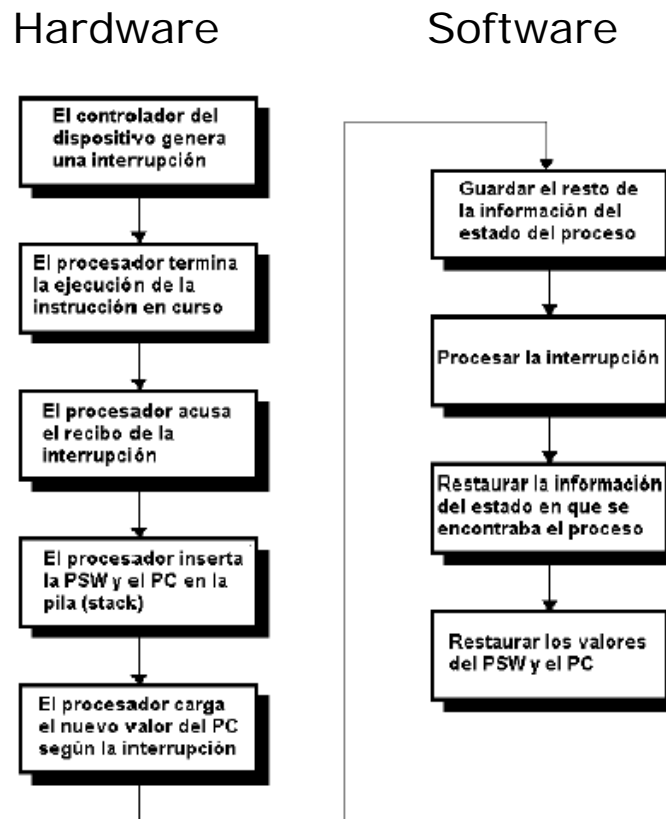 Hardware
Software
El controlador del
dispositivo genera
una interrupción
El procesador termina
la ejecución de la
instrucción en curso
El procesador acusa
el recibo de la
interrupción
El procesador inserta
la PSW y el PC en la
pila (stack)
El procesador carga
el nuevo valor del PC
según la interrupción
Guardar el resto de
la información del
estado del proceso
Procesar la interrupción
Restaurar la información
del estado en que se
encontraba el proceso
Restaurar los valores
del PSW y el PC